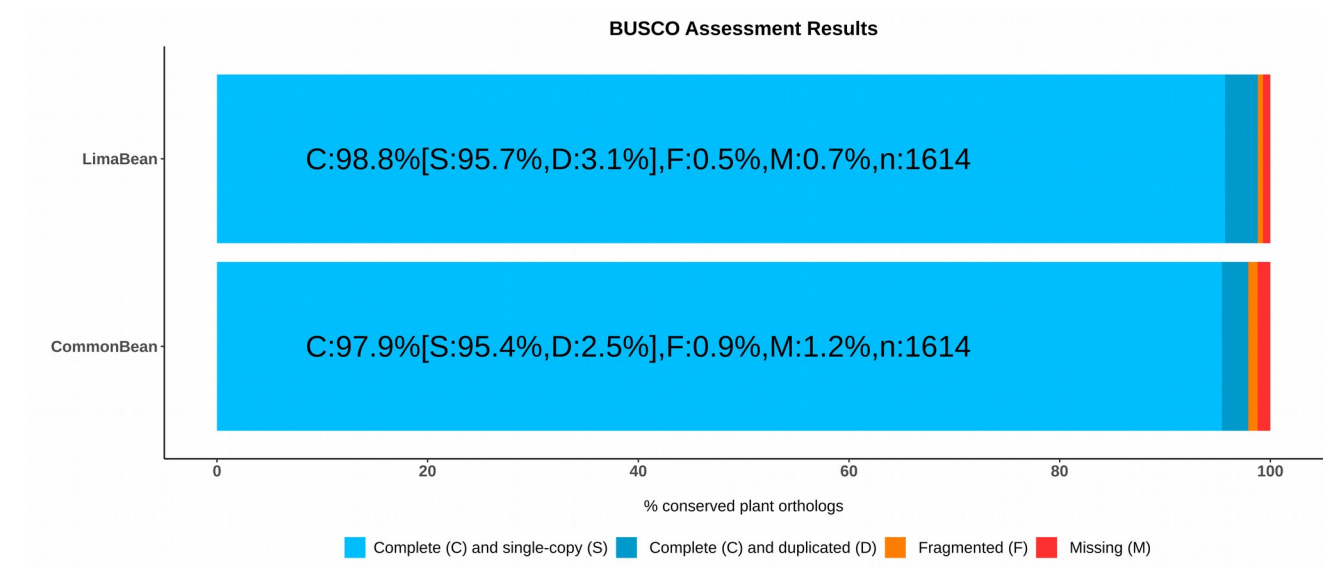 BUSCO Assessment Results
LimaBean
C:98.8%[S:95.7%,D:3.1%],F:0.5%,M:0.7%,n:1614
CommonBean
C:97.9%[S:95.4%,D:2.5%],F:0.9%,M:1.2%,n:1614
0 20 40 60 80 100
% conserved plant orthologs
Complete (C) and single-copy (S) Complete (C) and duplicated (D) Fragmented (F) Missing (M)